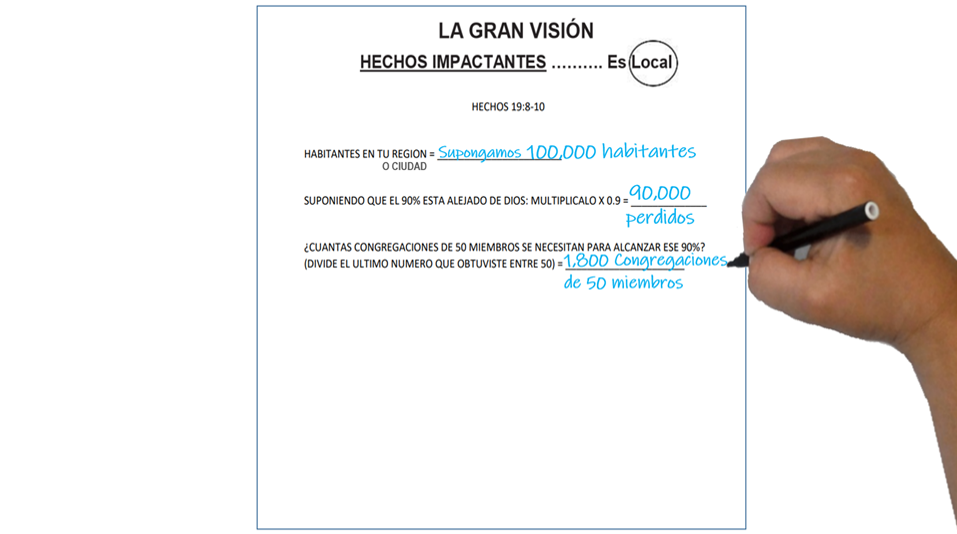 LA GRAN VISIÓN
HECHOS IMPACTANTES .......... Es Local
HECHOS 19:8-10
HABITANTES EN TU REGION = Supongamos 100,000 habitantes
O CIUDAD
SUPONIENDO QUE EL 90% ESTA ALEJADO DE DIOS: MULTIPLICALO X 0.9 = 90,000
perdidos
¿CUANTAS CONGREGACIONES DE 50 MIEMBROS SE NECESITAN PARA ALCANZAR ESE 90%?
(DIVIDE EL ULTIMO NUMERO QUE OBTUVISTE ENTRE 50) = 1,800 Congregaciones
de 50 miembros